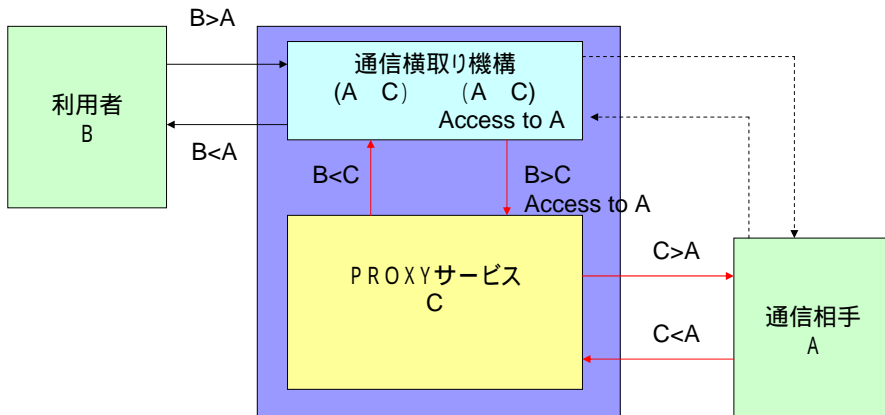 B>A
利用者
B
B<A
通信横取り機構
(A C) (A C)
Access to A
B<C
B>C
Access to A
PROXYサービス
C
C>A
C<A
通信相手
A